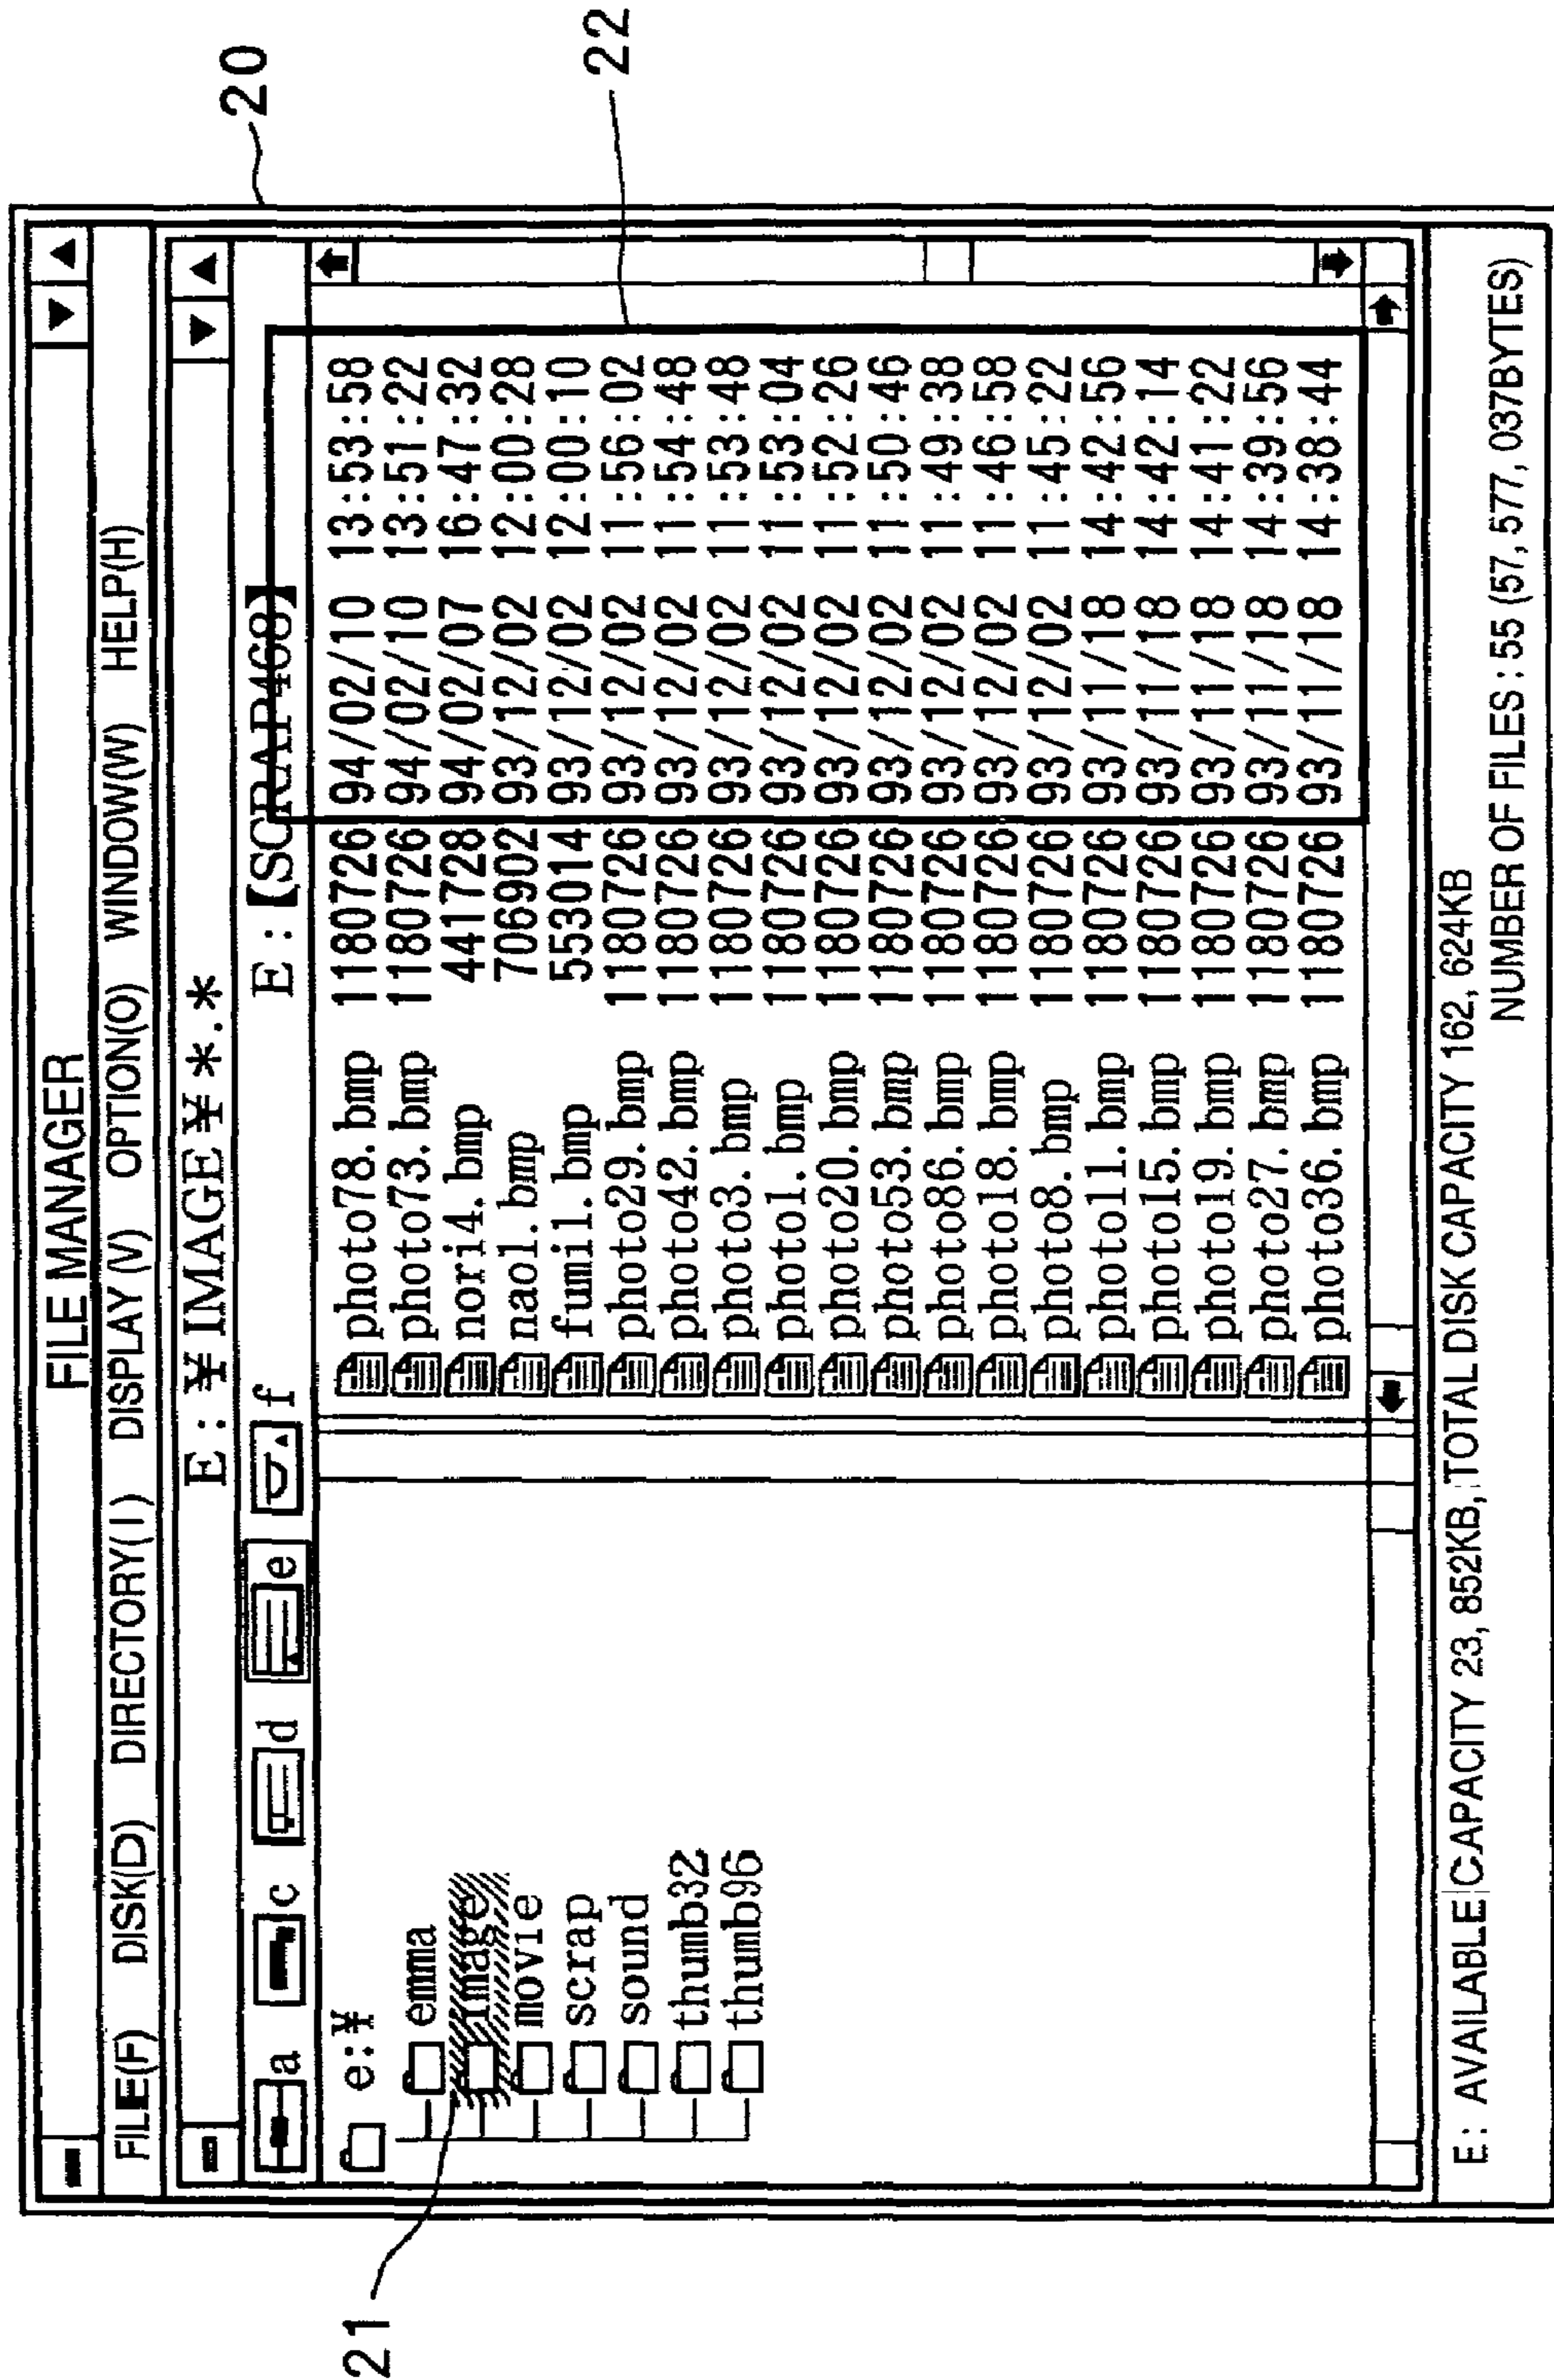 FILE MANAGER
FILE(F) DISK(D) DIRECTORY(I) DISPLAY(V) OPTION(O) WINDOW(W) HELP(H)
E:¥IMAGE¥*.*
a c d e f E:【SCRAP468】
e:¥
emma
image
movie
scrap
sound
thumb32
thumb96
photo78.bmp 1180726 94/02/10 13:53:58
photo73.bmp 1180726 94/02/10 13:51:22
nori4.bmp 441728 94/02/07 16:47:32
nao1.bmp 706902 93/12/02 12:00:28
fumi1.bmp 553014 93/12/02 12:00:10
photo29.bmp 1180726 93/12/02 11:56:02
photo42.bmp 1180726 93/12/02 11:54:48
photo3.bmp 1180726 93/12/02 11:53:48
photo1.bmp 1180726 93/12/02 11:53:04
photo20.bmp 1180726 93/12/02 11:52:26
photo53.bmp 1180726 93/12/02 11:50:46
photo86.bmp 1180726 93/12/02 11:49:38
photo18.bmp 1180726 93/12/02 11:46:58
photo8.bmp 1180726 93/12/02 11:45:22
photo11.bmp 1180726 93/11/18 14:42:56
photo15.bmp 1180726 93/11/18 14:42:14
photo19.bmp 1180726 93/11/18 14:41:22
photo27.bmp 1180726 93/11/18 14:39:56
photo36.bmp 1180726 93/11/18 14:38:44
E: AVAILABLE CAPACITY 23, 852KB, TOTAL DISK CAPACITY 162, 624KB
NUMBER OF FILES : 55 (57, 577, 037BYTES)
20
21
22